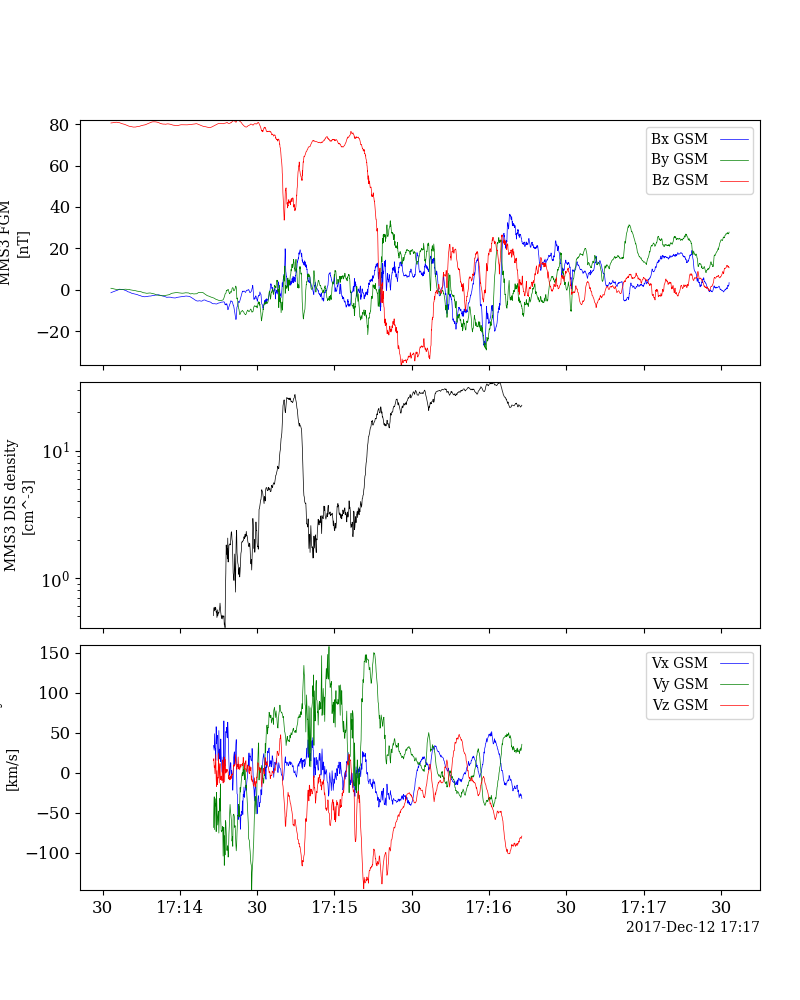 80
60
40
20
0
−20
MMS3 FGM
[nT]
Bx GSM
By GSM
Bz GSM
10^1
10^0
MMS3 DIS density
[cm^-3]
150
100
50
0
−50
−100
[km/s]
Vx GSM
Vy GSM
Vz GSM
30 17:14 30 17:15 30 17:16 30 17:17 30
2017-Dec-12 17:17